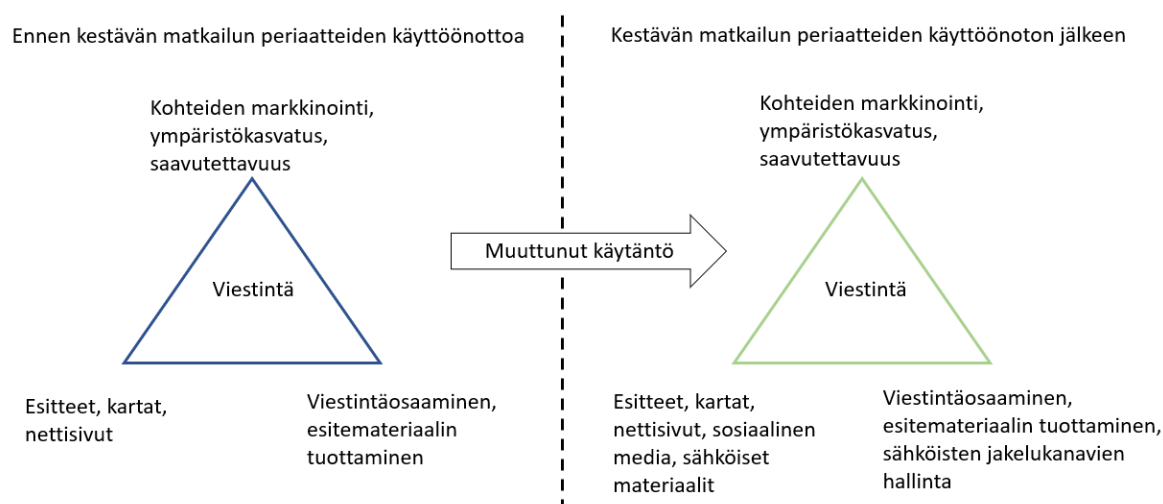 Ennen kestävän matkailun periaatteiden käyttöönottoa
Kohteiden markkinointi,
ympäristökasvatus,
saavutettavuus
Viestintä
Esitteet, kartat,
nettisivut
Viestintäosaaminen,
esitemateriaalin
tuottaminen
Muuttunut käytäntö
Kestävän matkailun periaatteiden käyttöönoton jälkeen
Kohteiden markkinointi,
ympäristökasvatus,
saavutettavuus
Viestintä
Esitteet, kartat,
nettisivut, sosiaalinen
media, sähköiset
materiaalit
Viestintäosaaminen,
esitemateriaalin tuottaminen,
sähköisten jakelukanavien
hallinta